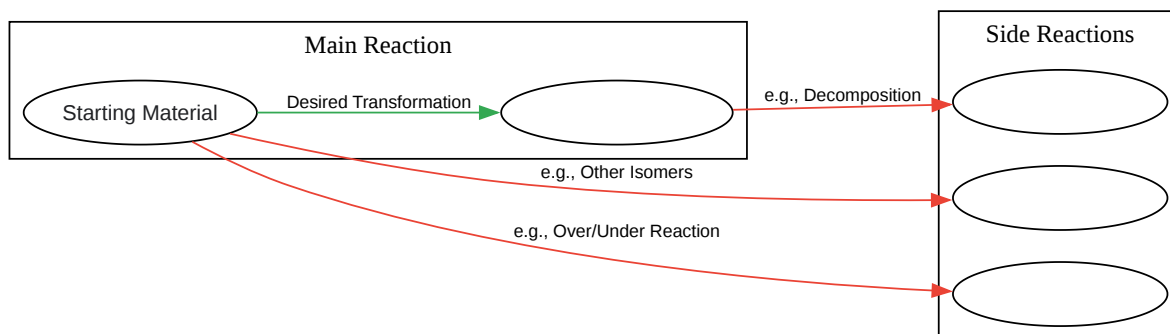 Main Reaction
Side Reactions
Starting Material
Desired Transformation
e.g., Decomposition
e.g., Other Isomers
e.g., Over/Under Reaction